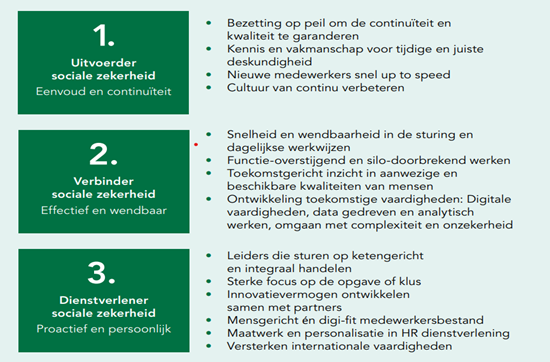 1.
Uitvoerder
sociale zekerheid
Eenvoud en continuïteit
• Bezetting op peil om de continuïteit en
kwaliteit te garanderen
• Kennis en vakmanschap voor tijdige en juiste
deskundigheid
• Nieuwe medewerkers snel up to speed
• Cultuur van continu verbeteren
2.
Verbinder
sociale zekerheid
Effectief en wendbaar
• Snelheid en wendbaarheid in de sturing en
dagelijkse werkwijzen
• Functie-overstijgend en silo-doorbrekend werken
• Toekomstgericht inzicht in aanwezige en
beschikbare kwaliteiten van mensen
• Ontwikkeling toekomstige vaardigheden: Digitale
vaardigheden, data gedreven en analytisch
werken, omgaan met complexiteit en onzekerheid
3.
Dienstverlener
sociale zekerheid
Proactief en persoonlijk
• Leiders die sturen op ketengericht
en integraal handelen
• Sterke focus op de opgave of klus
• Innovatievermogen ontwikkelen
samen met partners
• Mensgericht én digi-fit medewerkersbestand
• Maatwerk en personalisatie in HR dienstverlening
• Versterken internationale vaardigheden